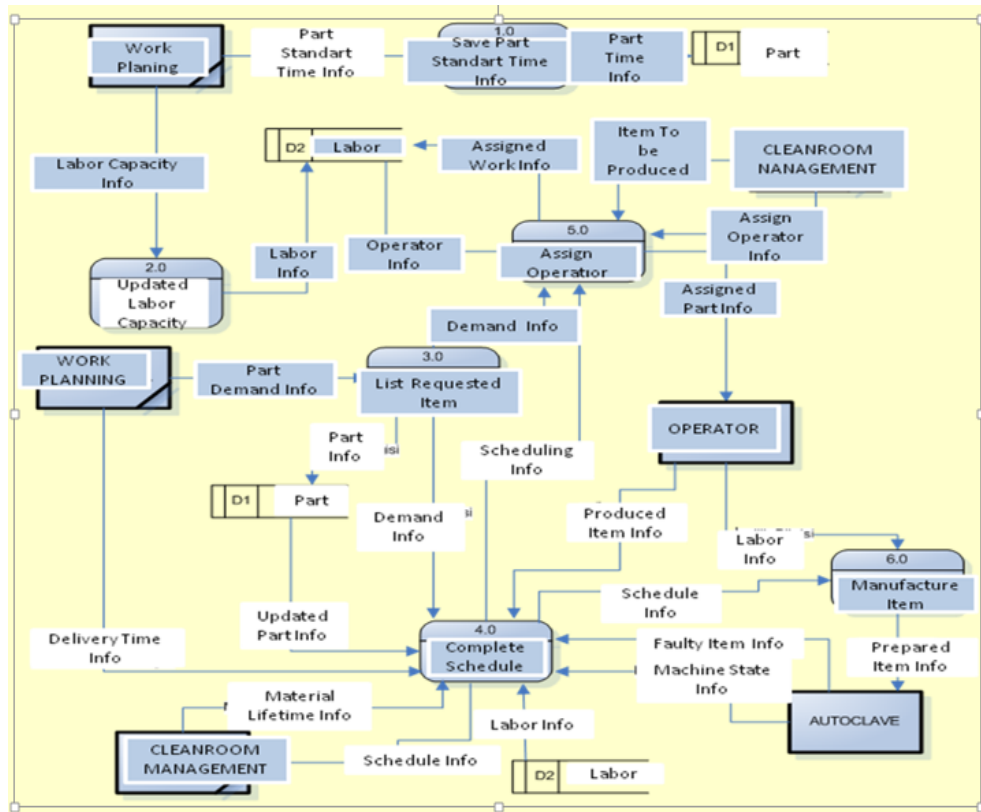 1.0
Work
Planing
Part
Standart
Time Info
Save Part
Standart Time
Info
Part
Time
Info
D1
Part
D2
Labor
Assigned
Work Info
Item To
be
Produced
CLEANROOM
NANAGEMENT
Labor Capacity
Info
5.0
Assign
Operator
Assign
Operator
Info
Operator
Info
Labor
Info
2.0
Updated
Labor
Capacity
Assigned
Part Info
Demand Info
WORK
PLANNING
Part
Demand Info
3.0
List Requested
Item
OPERATOR
Part
Info
isi
Scheduling
Info
D1
Part
Demand
Info
si
Produced
Item Info
Labor
Info
isi
6.0
Manufacture
Item
Schedule
Info
Updated
Part Info
4.0
Complete
Schedule
Delivery Time
Info
Faulty Item Info
Machine State
Info
Prepared
Item Info
Material
Lifetime Info
Labor Info
AUTOCLAVE
CLEANROOM
MANAGEMENT
Schedule Info
D2
Labor